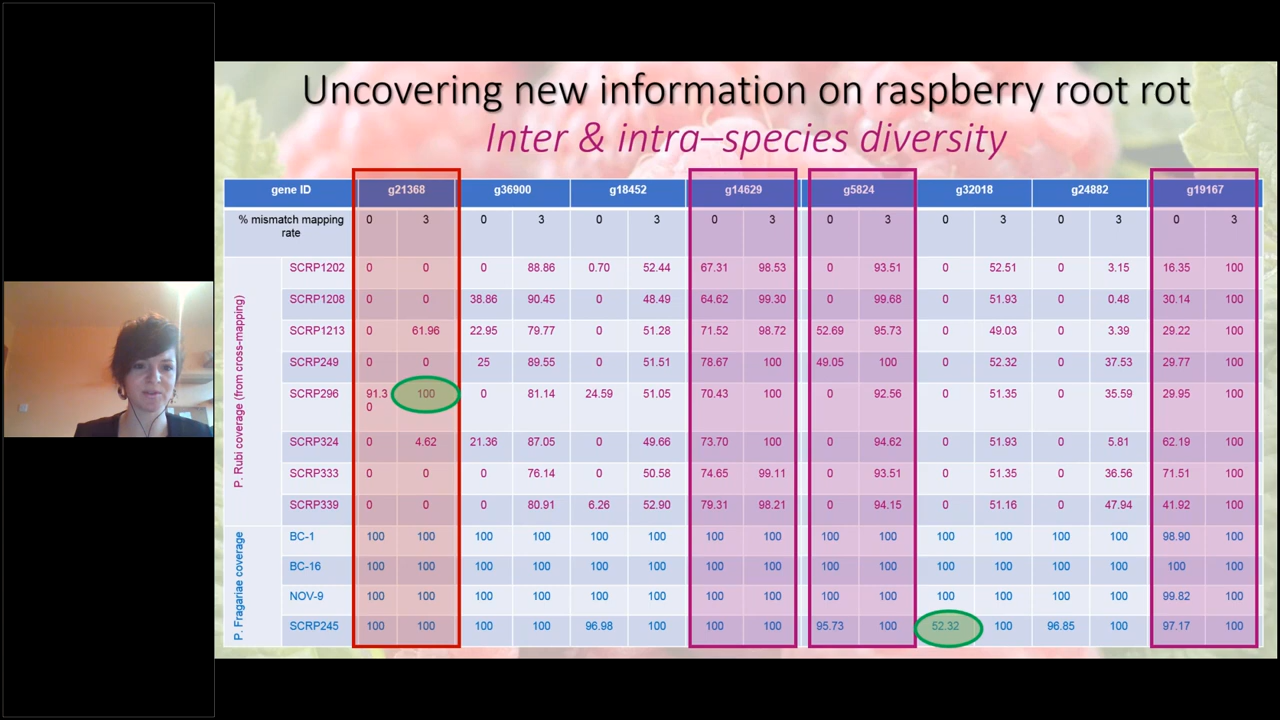 Uncovering new information on raspberry root rot
Inter & intra–species diversity
gene ID g21368 g36900 g18452 g14629 g5824 g32018 g24882 g19167
% mismatch mapping rate 0 3 0 3 0 3 0 3 0 3 0 3 0 3 0 3
P. Rubi coverage (from cross-mapping)
SCRP1202 0 0 0 88.86 0.70 52.44 67.31 98.53 0 93.51 0 52.51 0 3.15 16.35 100
SCRP1208 0 0 38.86 90.45 0 48.49 64.62 99.30 0 99.68 0 51.93 0 0.48 30.14 100
SCRP1213 0 61.96 22.95 79.77 0 51.28 71.52 98.72 52.69 95.73 0 49.03 0 3.39 29.22 100
SCRP249 0 0 25 89.55 0 51.51 78.67 100 49.05 100 0 52.32 0 37.53 29.77 100
SCRP296 91.30 100 0 81.14 24.59 51.05 70.43 100 0 92.56 0 51.35 0 35.59 29.95 100
SCRP324 0 4.62 21.36 87.05 0 49.66 73.70 100 0 94.62 0 51.93 0 5.81 62.19 100
SCRP333 0 0 0 76.14 0 50.58 74.65 99.11 0 93.51 0 51.35 0 36.56 71.51 100
SCRP339 0 0 0 80.91 6.26 52.90 79.31 98.21 0 94.15 0 51.16 0 47.94 41.92 100
P. Fragariae coverage
BC-1 100 100 100 100 100 100 100 100 100 100 100 100 100 100 98.90 100
BC-16 100 100 100 100 100 100 100 100 100 100 100 100 100 100 100 100
NOV-9 100 100 100 100 100 100 100 100 100 100 100 100 100 100 99.82 100
SCRP245 100 100 100 100 96.98 100 100 100 95.73 100 52.32 100 96.85 100 97.17 100